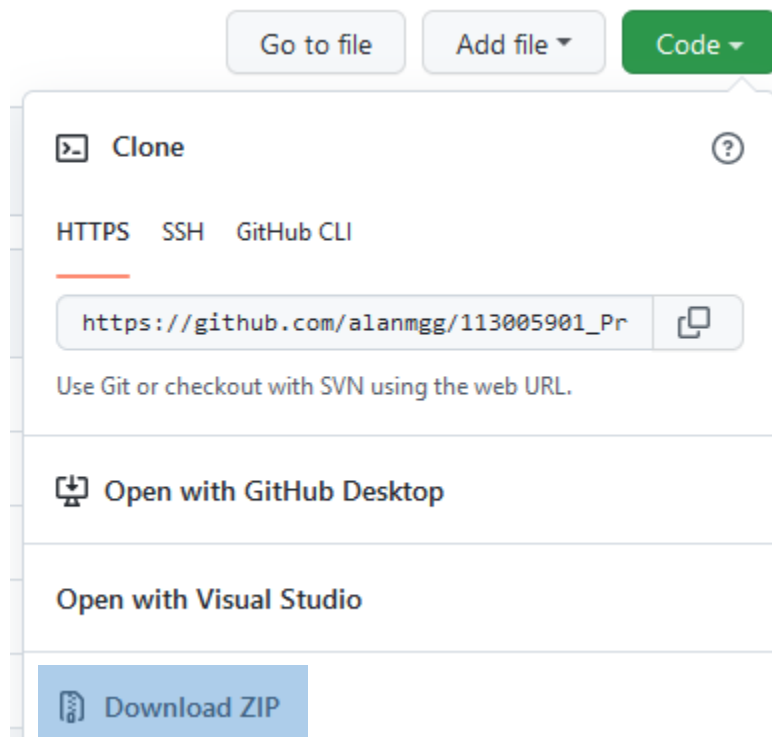 Go to file Add file Code
Clone
HTTPS SSH GitHub CLI
https://github.com/alanmgg/113005901_Pr
Use Git or checkout with SVN using the web URL.
Open with GitHub Desktop
Open with Visual Studio
Download ZIP